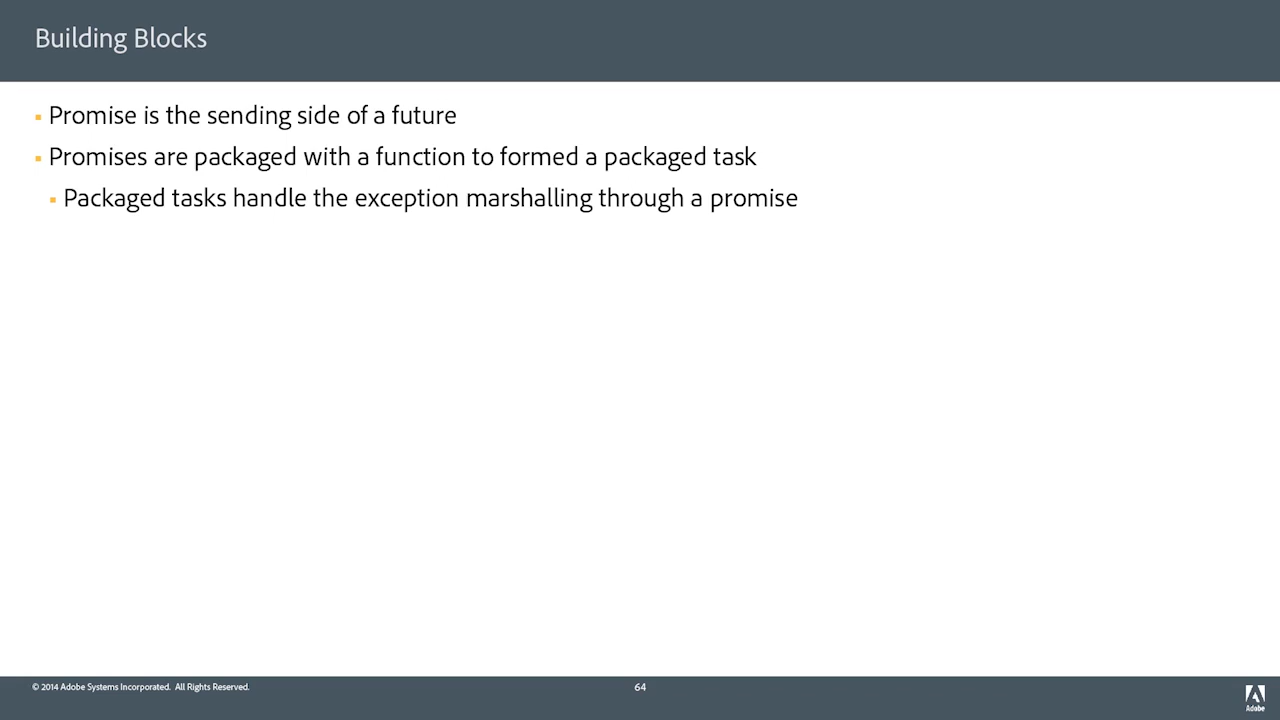 Building Blocks
▪ Promise is the sending side of a future
▪ Promises are packaged with a function to formed a packaged task
▪ Packaged tasks handle the exception marshalling through a promise
© 2014 Adobe Systems Incorporated. All Rights Reserved.
64
Adobe